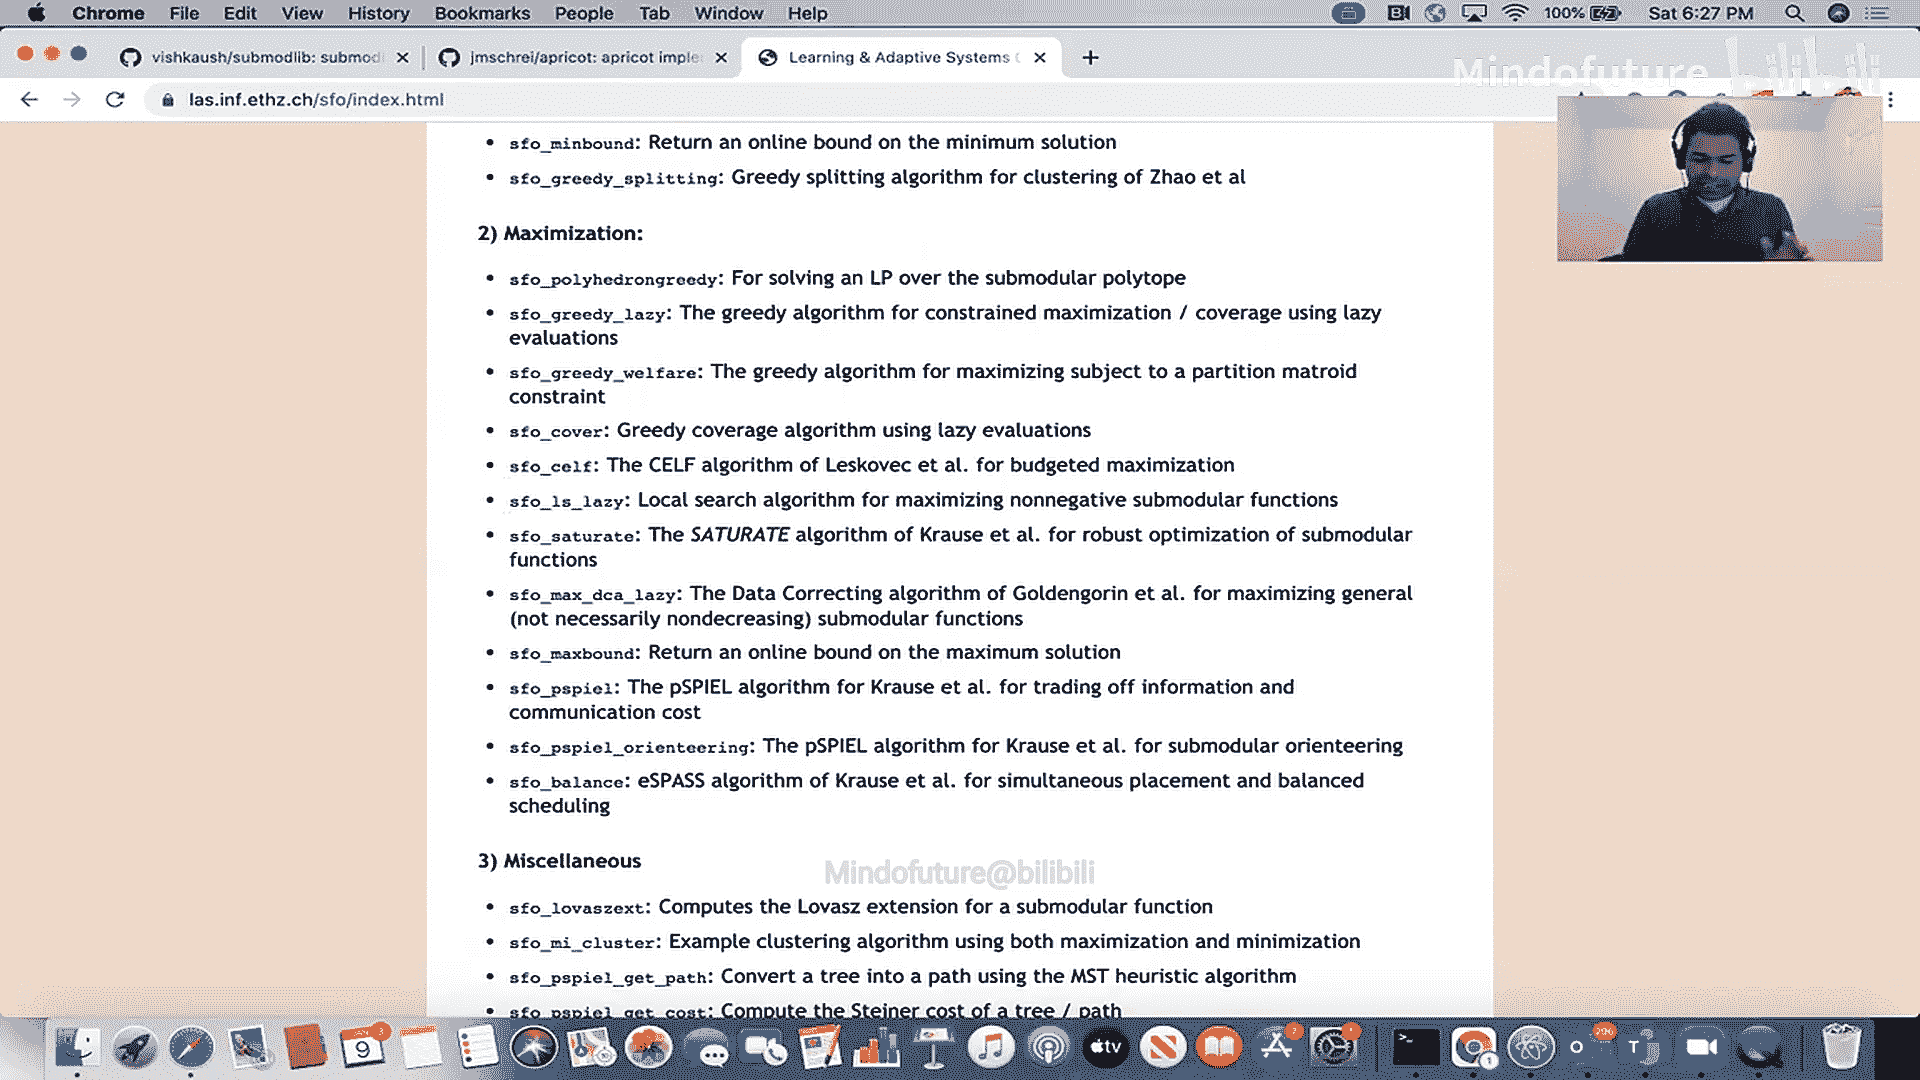 Chrome File Edit View History Bookmarks People Tab Window Help 100% Sat 6:27 PM
vishkaush/submodlib: submodl
jmschrei/apricot: apricot imple
Learning & Adaptive Systems
Mindofuture bilibili
las.inf.ethz.ch/sfo/index.html
sfo_minbound: Return an online bound on the minimum solution
sfo_greedy_splitting: Greedy splitting algorithm for clustering of Zhao et al
2) Maximization:
sfo_polyhedrongreedy: For solving an LP over the submodular polytope
sfo_greedy_lazy: The greedy algorithm for constrained maximization / coverage using lazy
evaluations
sfo_greedy_welfare: The greedy algorithm for maximizing subject to a partition matroid
constraint
sfo_cover: Greedy coverage algorithm using lazy evaluations
sfo_celf: The CELF algorithm of Leskovec et al. for budgeted maximization
sfo_ls_lazy: Local search algorithm for maximizing nonnegative submodular functions
sfo_saturate: The SATURATE algorithm of Krause et al. for robust optimization of submodular
functions
sfo_max_dca_lazy: The Data Correcting algorithm of Goldengorin et al. for maximizing general
(not necessarily nondecreasing) submodular functions
sfo_maxbound: Return an online bound on the maximum solution
sfo_pspiel: The pSPIEL algorithm for Krause et al. for trading off information and
communication cost
sfo_pspiel_orienteering: The pSPIEL algorithm for Krause et al. for submodular orienteering
sfo_balance: eSPASS algorithm of Krause et al. for simultaneous placement and balanced
scheduling
3) Miscellaneous
Mindofuture@bilibili
sfo_lovaszext: Computes the Lovasz extension for a submodular function
sfo_mi_cluster: Example clustering algorithm using both maximization and minimization
sfo_pspiel_get_path: Convert a tree into a path using the MST heuristic algorithm
sfo_pspiel_get_cost: Compute the Steiner cost of a tree / path
3
9
tv
2
1
1
296